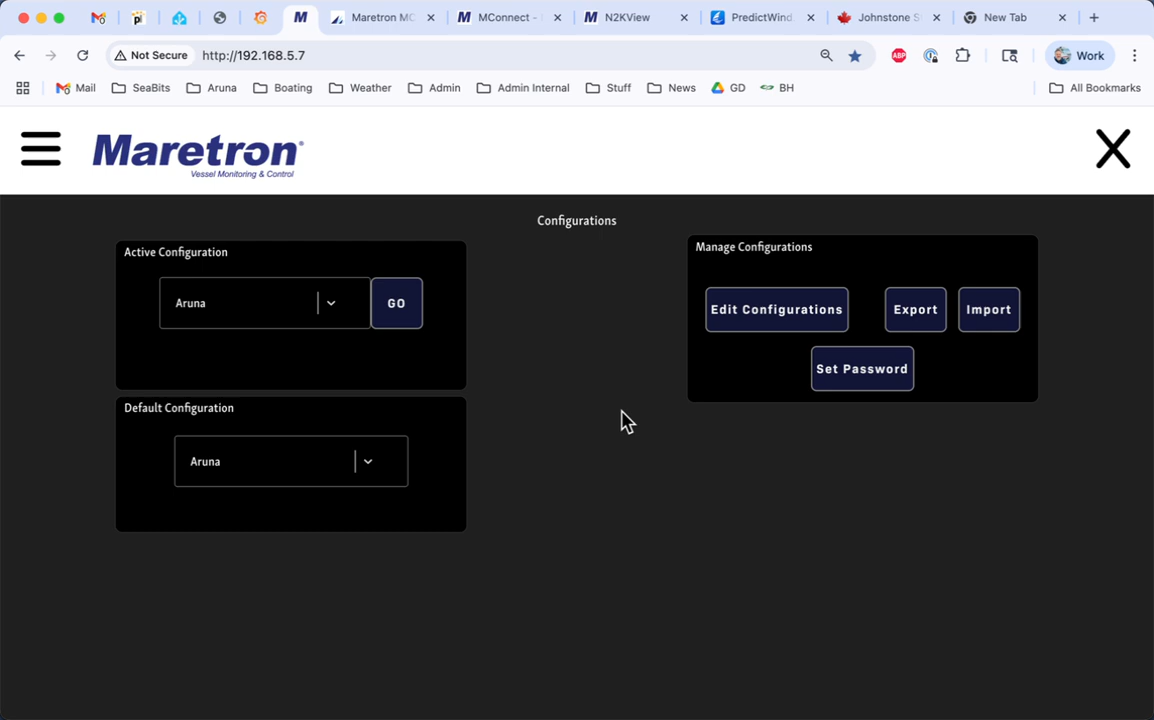 Maretron MC
MConnect -
N2KView
PredictWind
Johnstone S
New Tab
Not Secure
http://192.168.5.7
ABP
Work
Mail
SeaBits
Aruna
Boating
Weather
Admin
Admin Internal
Stuff
News
GD
BH
All Bookmarks
Maretron®
Vessel Monitoring & Control
Configurations
Active Configuration
Aruna
GO
Default Configuration
Aruna
Manage Configurations
Edit Configurations
Export
Import
Set Password